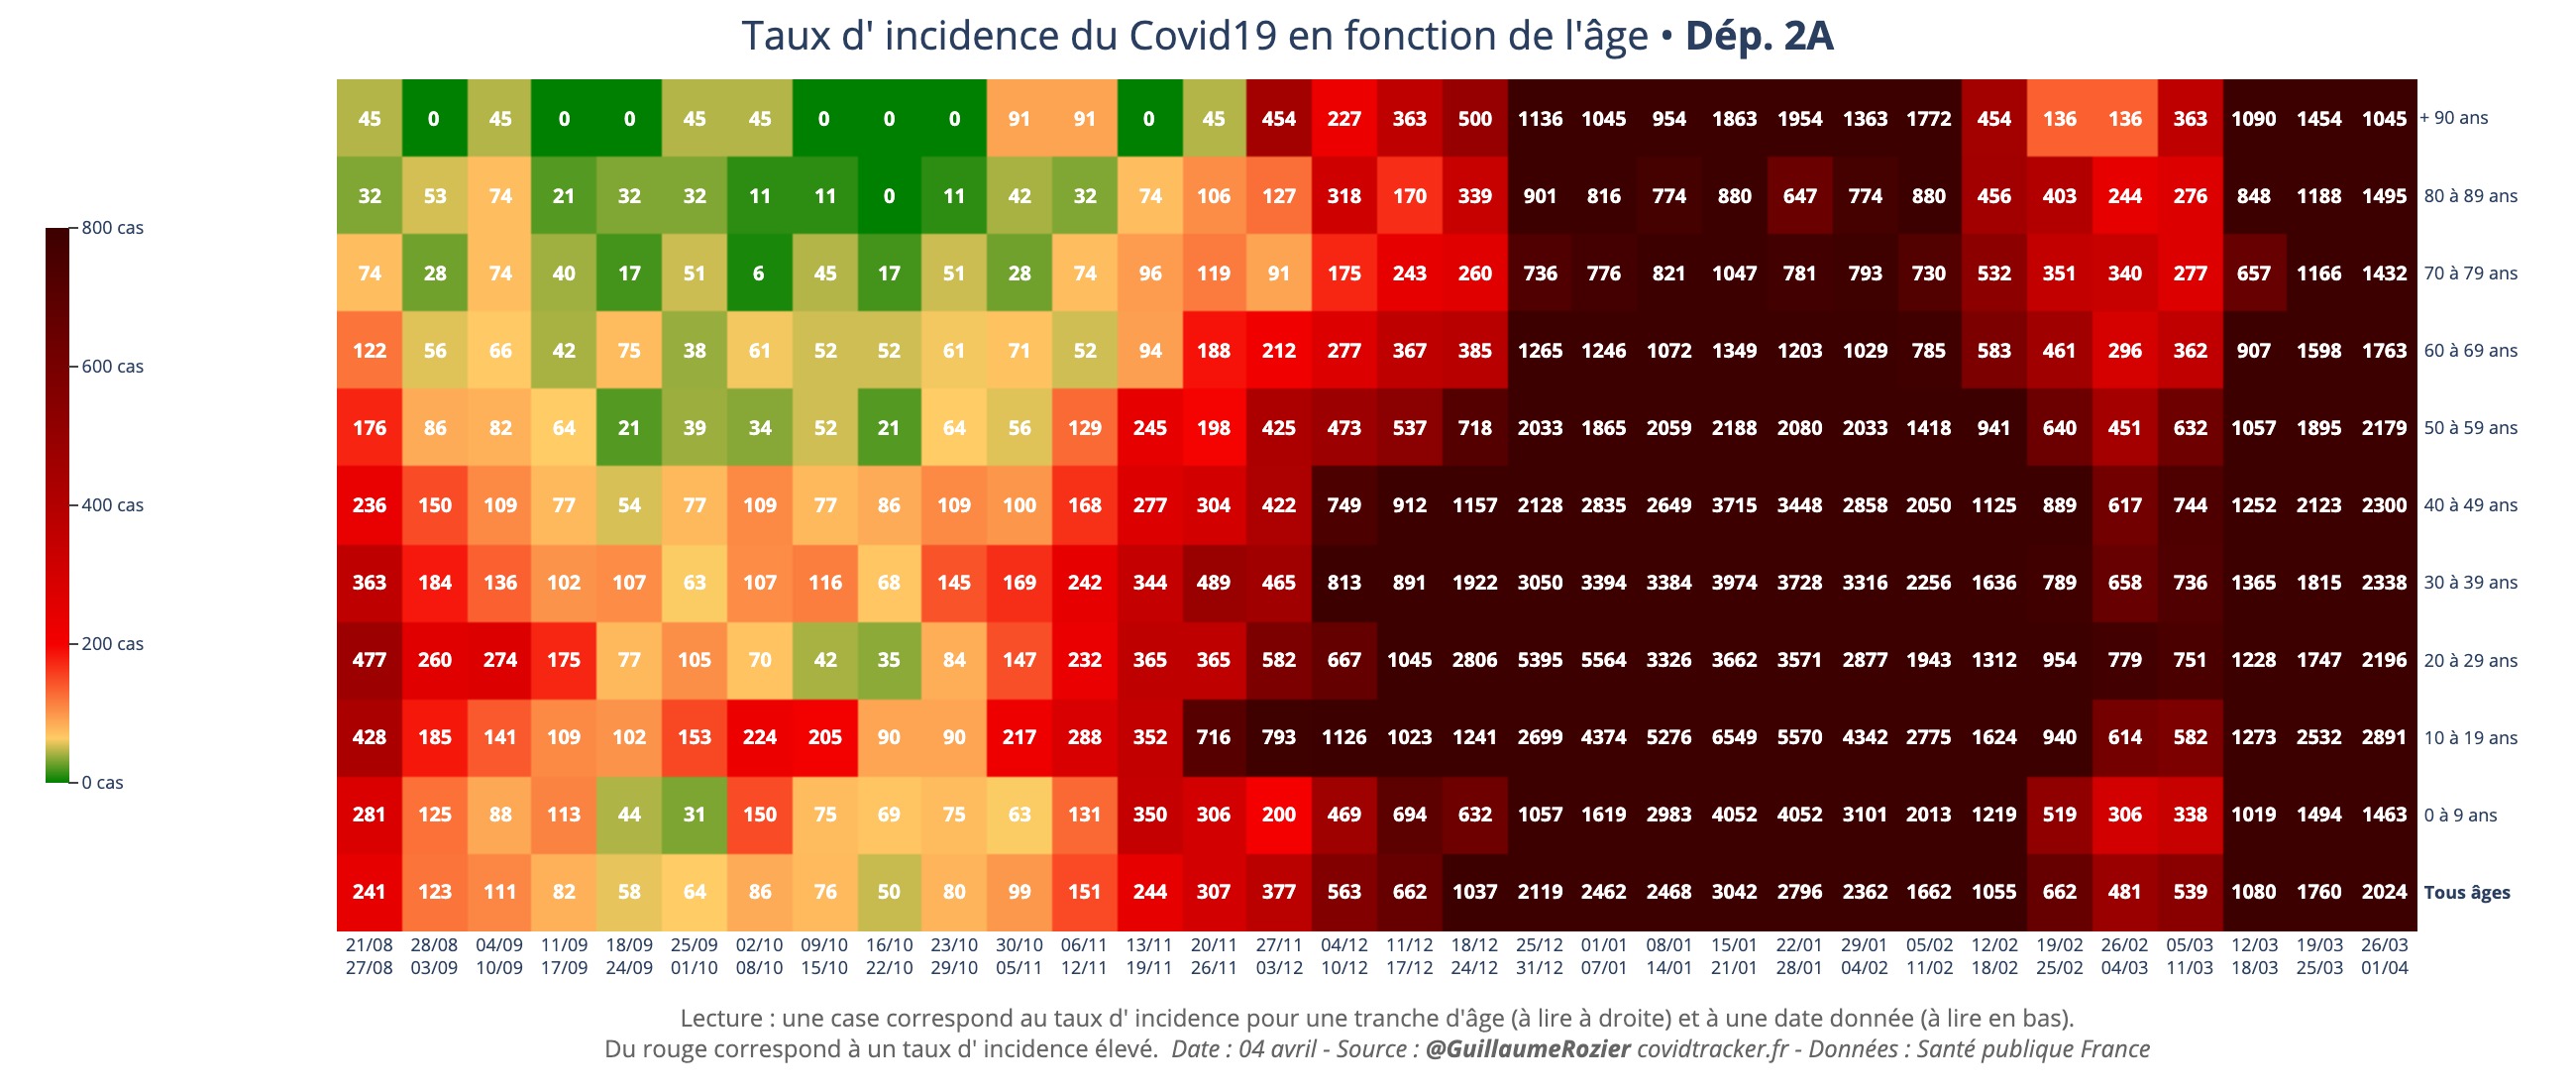 Taux d' incidence du Covid19 en fonction de l'âge • Dép. 2A
800 cas
600 cas
400 cas
200 cas
0 cas
45 0 45 0 0 45 45 0 0 0 91 91 0 45 454 227 363 500 1136 1045 954 1863 1954 1363 1772 454 136 136 363 1090 1454 1045 + 90 ans
32 53 74 21 32 32 11 11 0 11 42 32 74 106 127 318 170 339 901 816 774 880 647 774 880 456 403 244 276 848 1188 1495 80 à 89 ans
74 28 74 40 17 51 6 45 17 51 28 74 96 119 91 175 243 260 736 776 821 1047 781 793 730 532 351 340 277 657 1166 1432 70 à 79 ans
122 56 66 42 75 38 61 52 52 61 71 52 94 188 212 277 367 385 1265 1246 1072 1349 1203 1029 785 583 461 296 362 907 1598 1763 60 à 69 ans
176 86 82 64 21 39 34 52 21 64 56 129 245 198 425 473 537 718 2033 1865 2059 2188 2080 2033 1418 941 640 451 632 1057 1895 2179 50 à 59 ans
236 150 109 77 54 77 109 77 86 109 100 168 277 304 422 749 912 1157 2128 2835 2649 3715 3448 2858 2050 1125 889 617 744 1252 2123 2300 40 à 49 ans
363 184 136 102 107 63 107 116 68 145 169 242 344 489 465 813 891 1922 3050 3394 3384 3974 3728 3316 2256 1636 789 658 736 1365 1815 2338 30 à 39 ans
477 260 274 175 77 105 70 42 35 84 147 232 365 365 582 667 1045 2806 5395 5564 3326 3662 3571 2877 1943 1312 954 779 751 1228 1747 2196 20 à 29 ans
428 185 141 109 102 153 224 205 90 90 217 288 352 716 793 1126 1023 1241 2699 4374 5276 6549 5570 4342 2775 1624 940 614 582 1273 2532 2891 10 à 19 ans
281 125 88 113 44 31 150 75 69 75 63 131 350 306 200 469 694 632 1057 1619 2983 4052 4052 3101 2013 1219 519 306 338 1019 1494 1463 0 à 9 ans
241 123 111 82 58 64 86 76 50 80 99 151 244 307 377 563 662 1037 2119 2462 2468 3042 2796 2362 1662 1055 662 481 539 1080 1760 2024 Tous âges
21/08 28/08 04/09 11/09 18/09 25/09 02/10 09/10 16/10 23/10 30/10 06/11 13/11 20/11 27/11 04/12 11/12 18/12 25/12 01/01 08/01 15/01 22/01 29/01 05/02 12/02 19/02 26/02 05/03 12/03 19/03 26/03
27/08 03/09 10/09 17/09 24/09 01/10 08/10 15/10 22/10 29/10 05/11 12/11 19/11 26/11 03/12 10/12 17/12 24/12 31/12 07/01 14/01 21/01 28/01 04/02 11/02 18/02 25/02 04/03 11/03 18/03 25/03 01/04
Lecture : une case correspond au taux d' incidence pour une tranche d'âge (à lire à droite) et à une date donnée (à lire en bas).
Du rouge correspond à un taux d' incidence élevé. Date : 04 avril - Source : @GuillaumeRozier covidtracker.fr - Données : Santé publique France